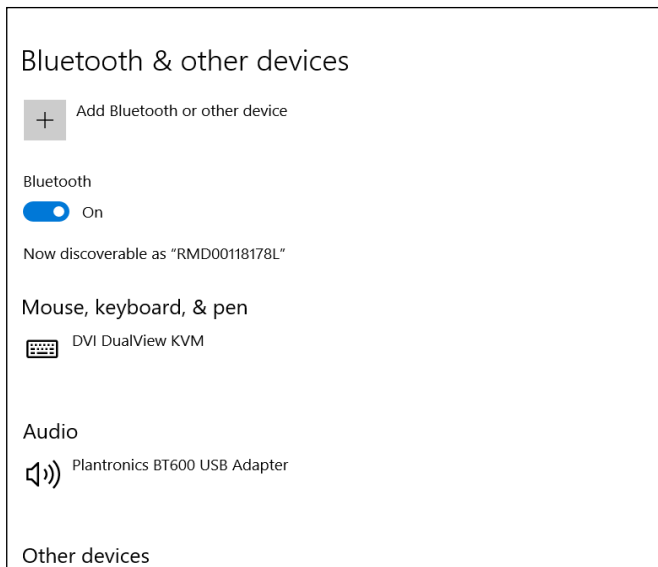 Bluetooth & other devices
Add Bluetooth or other device
Bluetooth
On
Now discoverable as “RMD00118178L”
Mouse, keyboard, & pen
DVI DualView KVM
Audio
Plantronics BT600 USB Adapter
Other devices